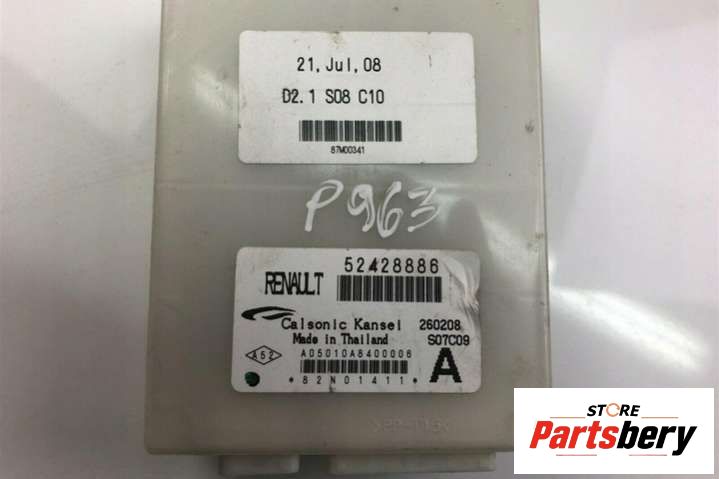 21, Jul, 08
D2. 1 S08 C10
87M00341
P963
RENAULT 52428886
Calsonic Kansei 260208
Made in Thailand S07C09
A52 A05010A8400006 A
*82N01411*
STORE
Partsbery